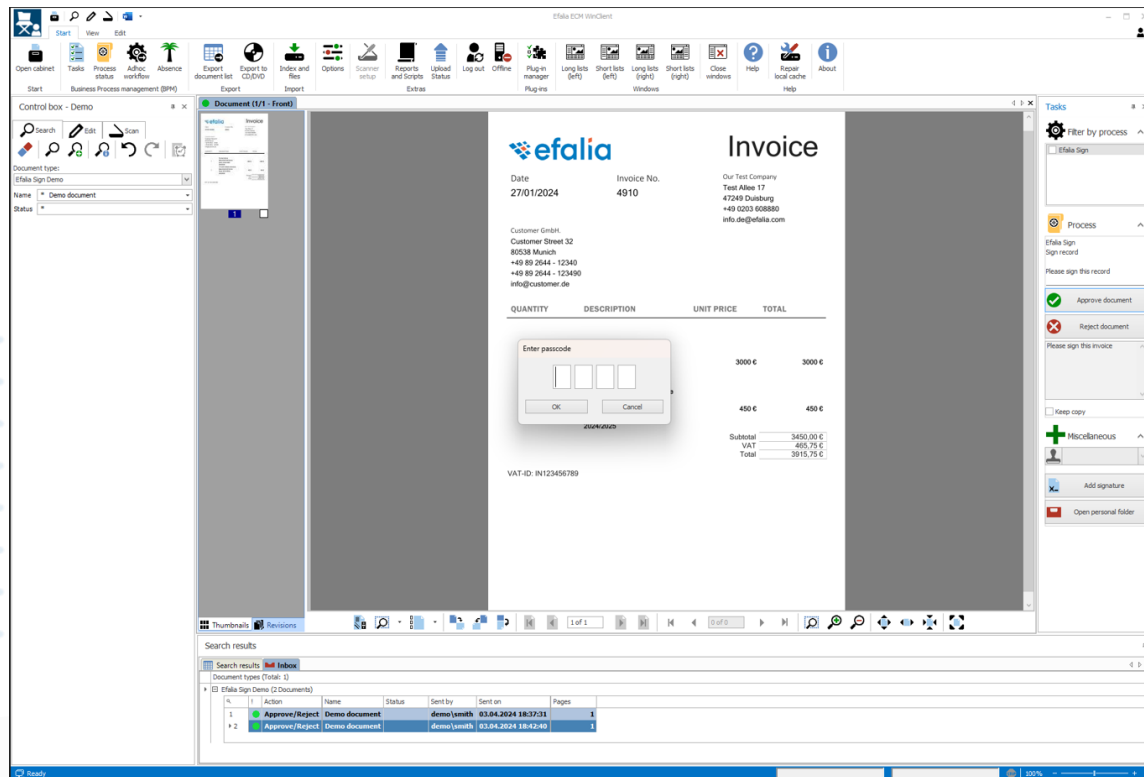 Efalia ECM WinClient
Start View Edit
Open cabinet
Tasks
Process status
Adhoc workflow
Absence
Export document list
Export to CD/DVD
Index and files
Options
Scanner setup
Reports and Scripts
Upload Status
Log out
Offline
Plug-in manager
Long lists (left)
Short lists (left)
Long lists (right)
Short lists (right)
Close windows
Help
Repair local cache
About
Start
Business Process management (BPM)
Export
Import
Extras
Plug-ins
Windows
Help
Control box - Demo
Search
Edit
Scan
Document type:
Efalia Sign Demo
Name * Demo document
Status *
Document (1/1 - Front)
1
efalia
Invoice
Date
27/01/2024
Invoice No.
4910
Our Test Company
Test Allee 17
47249 Duisburg
+49 0203 608880
info.de@efalia.com
Customer GmbH.
Customer Street 32
80538 Munich
+49 89 2644 - 12340
+49 89 2644 - 123490
info@customer.de
QUANTITY DESCRIPTION UNIT PRICE TOTAL
Enter passcode
OK Cancel
3000 € 3000 €
450 € 450 €
2024/2025
Subtotal 3450,00 €
VAT 465,75 €
Total 3915,75 €
VAT-ID: IN123456789
Thumbnails Revisions
1 of 1
0 of 0
Tasks
Filter by process
Efalia Sign
Process
Efalia Sign
Sign record
Please sign this record
Approve document
Reject document
Please sign this invoice
Keep copy
Miscellaneous
Add signature
Open personal folder
Search results
Search results Inbox
Document types (Total: 1)
Efalia Sign Demo (2 Documents)
! Action Name Status Sent by Sent on Pages
1 Approve/Reject Demo document demo\smith 03.04.2024 18:37:31 1
2 Approve/Reject Demo document demo\smith 03.04.2024 18:42:40 1
Ready
100%